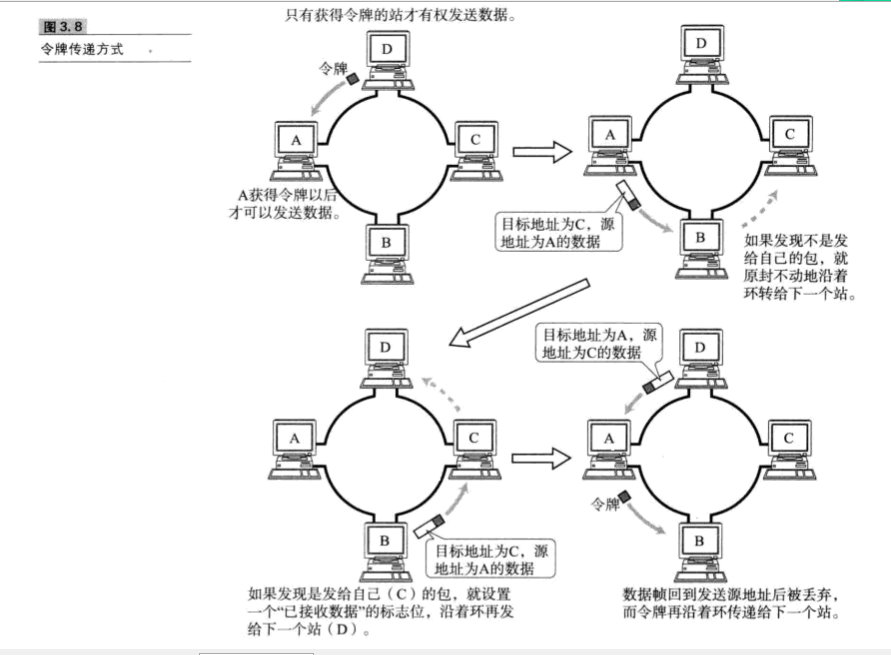 图3.8
令牌传递方式
只有获得令牌的站才有权发送数据。
D
令牌
A
C
A获得令牌以后
才可以发送数据。
B
D
A
C
目标地址为C，源
地址为A的数据
B
如果发现不是发
给自己的包，就
原封不动地沿着
环转给下一个站。
D
A
C
B
目标地址为C，源
地址为A的数据
如果发现是发给自己（C）的包，就设置
一个“已接收数据”的标志位，沿着环再发
给下一个站（D）。
目标地址为A，源
地址为C的数据
D
A
C
令牌
B
数据帧回到发送源地址后被丢弃，
而令牌再沿着环传递给下一个站。